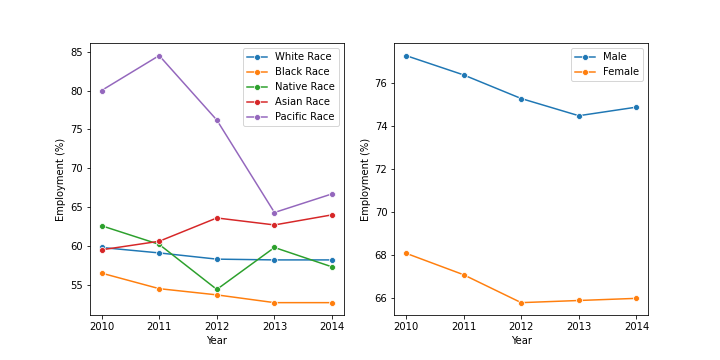 85
80
75
70
65
60
55
Employment (%)
2010 2011 2012 2013 2014
Year
White Race
Black Race
Native Race
Asian Race
Pacific Race
76
74
72
70
68
66
Employment (%)
2010 2011 2012 2013 2014
Year
Male
Female